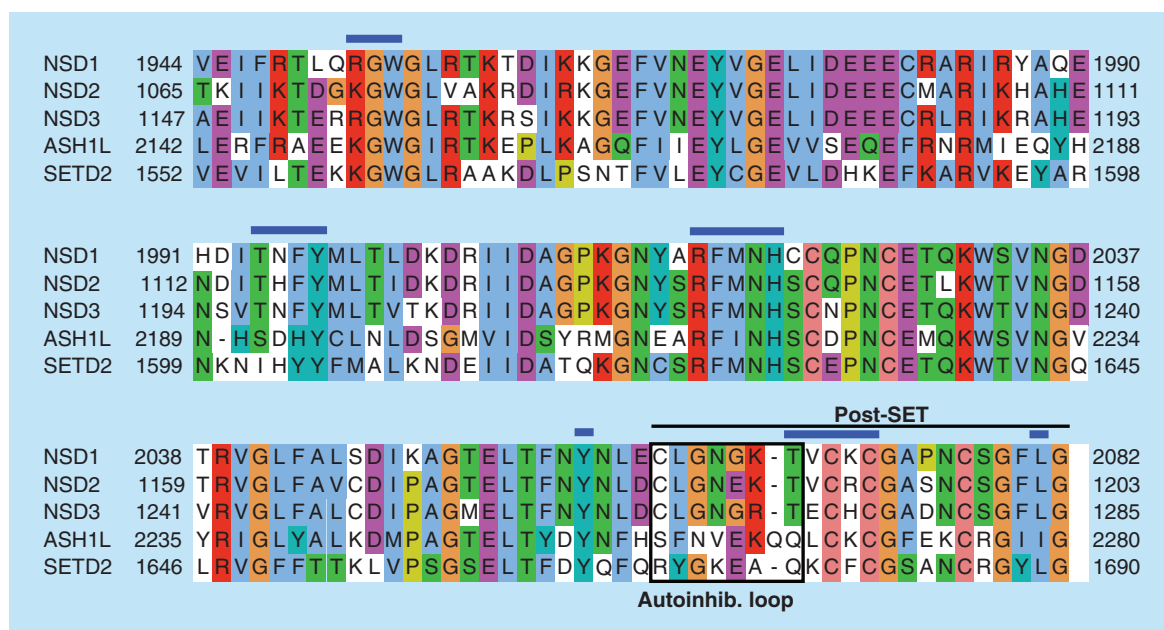 NSD1 1944 VEIFRTLQRGWGLRTKTDIKKGEFVNEYVGELIDEEECRARIRYAQE 1990
NSD2 1065 TKIIKTDGKGWGLVAKRDIRKGEFVNEYVGELIDEEECMARIKHAHE 1111
NSD3 1147 AEIIKTERRGWGLRTKRSIKKGEFVNEYVGELIDEEECRLRIKRAHE 1193
ASH1L 2142 LERFRAEEKGWGIRTKEPLKAGQFIIEYLGEVVSEQEFRNRMIEQYH 2188
SETD2 1552 VEVILTEKKGWGLRAAKDLPSNTFVLEYCGEVLDHKEFKARVKEYAR 1598
NSD1 1991 HDITNFYMLTLDKDRIIDAGPKGNYARFMNHCCQPNCETQKWSVNGD 2037
NSD2 1112 NDITHFYMLTIDKDRIIDAGPKGNYSRFMNHSCQPNCETLKWTVNGD 1158
NSD3 1194 NSVTNFYMLTVTKDRIIDAGPKGNYSRFMNHSCNPNCETQKWTVNGD 1240
ASH1L 2189 N-HSDHYCLNLDSGMVIDSYRMGNEARFINHSCDPNCEMQKWSVNGV 2234
SETD2 1599 NKNIHYYFMALKNDEIIDATQKGNCSRFMNHSCEPNCETQKWTVNGQ 1645
Post-SET
NSD1 2038 TRVGLFALSDIKAGTELTFNYNLECLGNGK-TVCKCGAPNCSGFLG 2082
NSD2 1159 TRVGLFAVCDIPAGTELTFNYNLDCLGNEK-TVCRCGASNCSGFLG 1203
NSD3 1241 VRVGLFALCDIPAGMELTFNYNLDCLGNGR-TECHCGADNCSGFLG 1285
ASH1L 2235 YRIGLYALKDMPAGTELTYDYNFHSFNVEKQQLCKCGFEKCRGIIG 2280
SETD2 1646 LRVGFFTTKLVPSGSELTFDYQFQRYGKEA-QKCFCGSANCRGYLG 1690
Autoinhib. loop